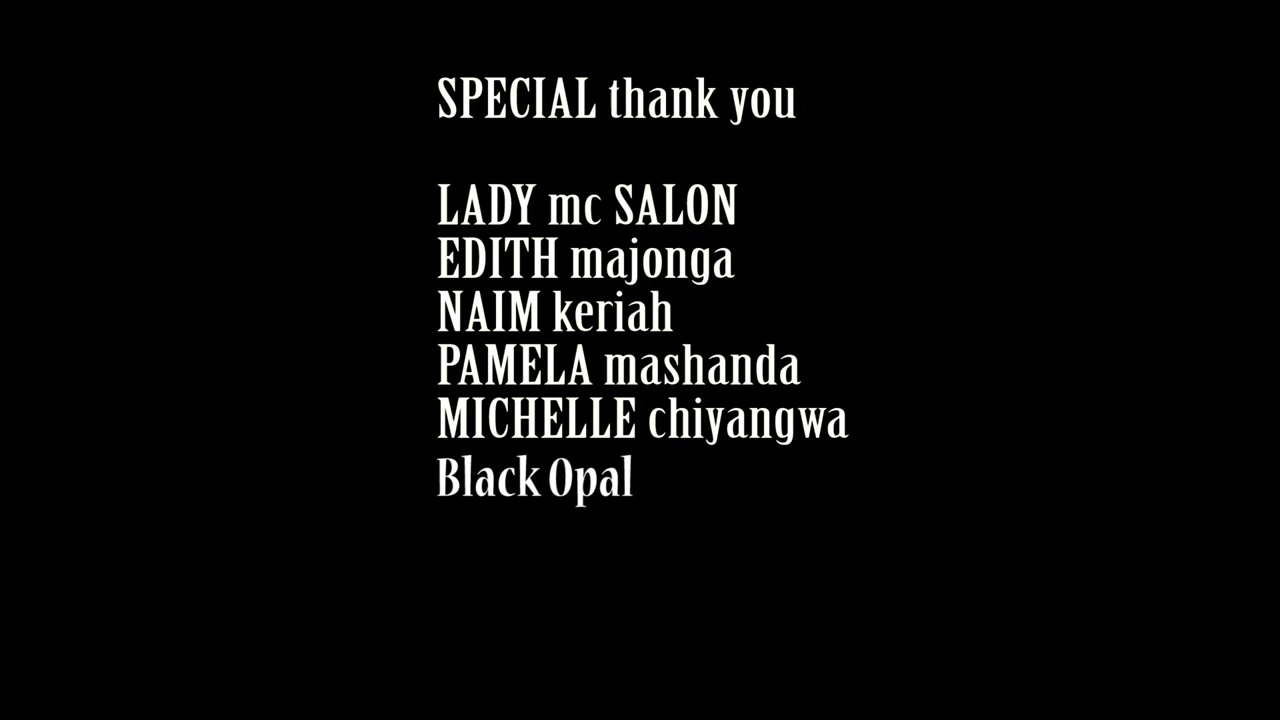 SPECIAL thank you
LADY mc SALON
EDITH majonga
NAIM keriah
PAMELA mashanda
MICHELLE chiyangwa
Black Opal